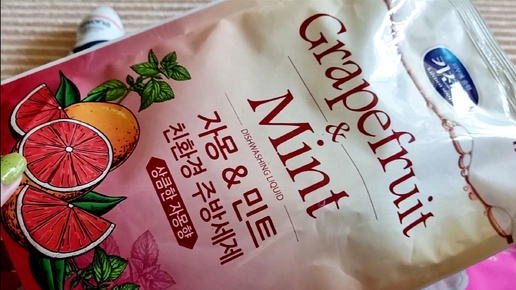 Grapefruit
&
Mint
DISHWASHING LIQUID
자몽 & 민트
친환경 주방세제
상큼한 자몽향